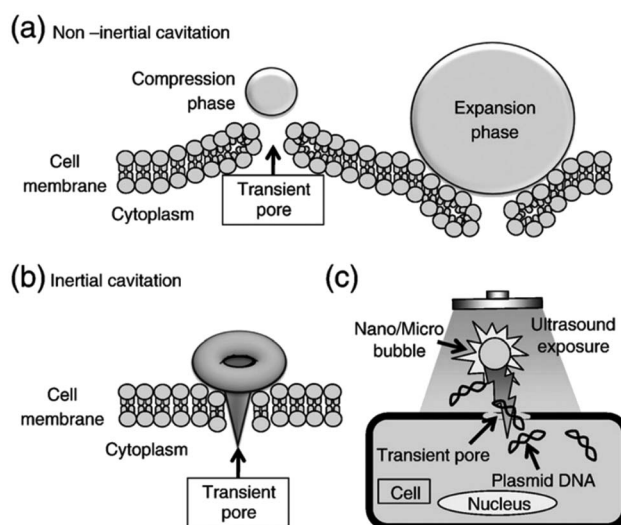 (a) Non –inertial cavitation
Compression
phase
Expansion
phase
Cell
membrane
Transient
pore
Cytoplasm
(b) Inertial cavitation
Cell
membrane
Cytoplasm
Transient
pore
(c)
Nano/Micro
bubble
Ultrasound
exposure
Transient pore
Plasmid DNA
Cell
Nucleus